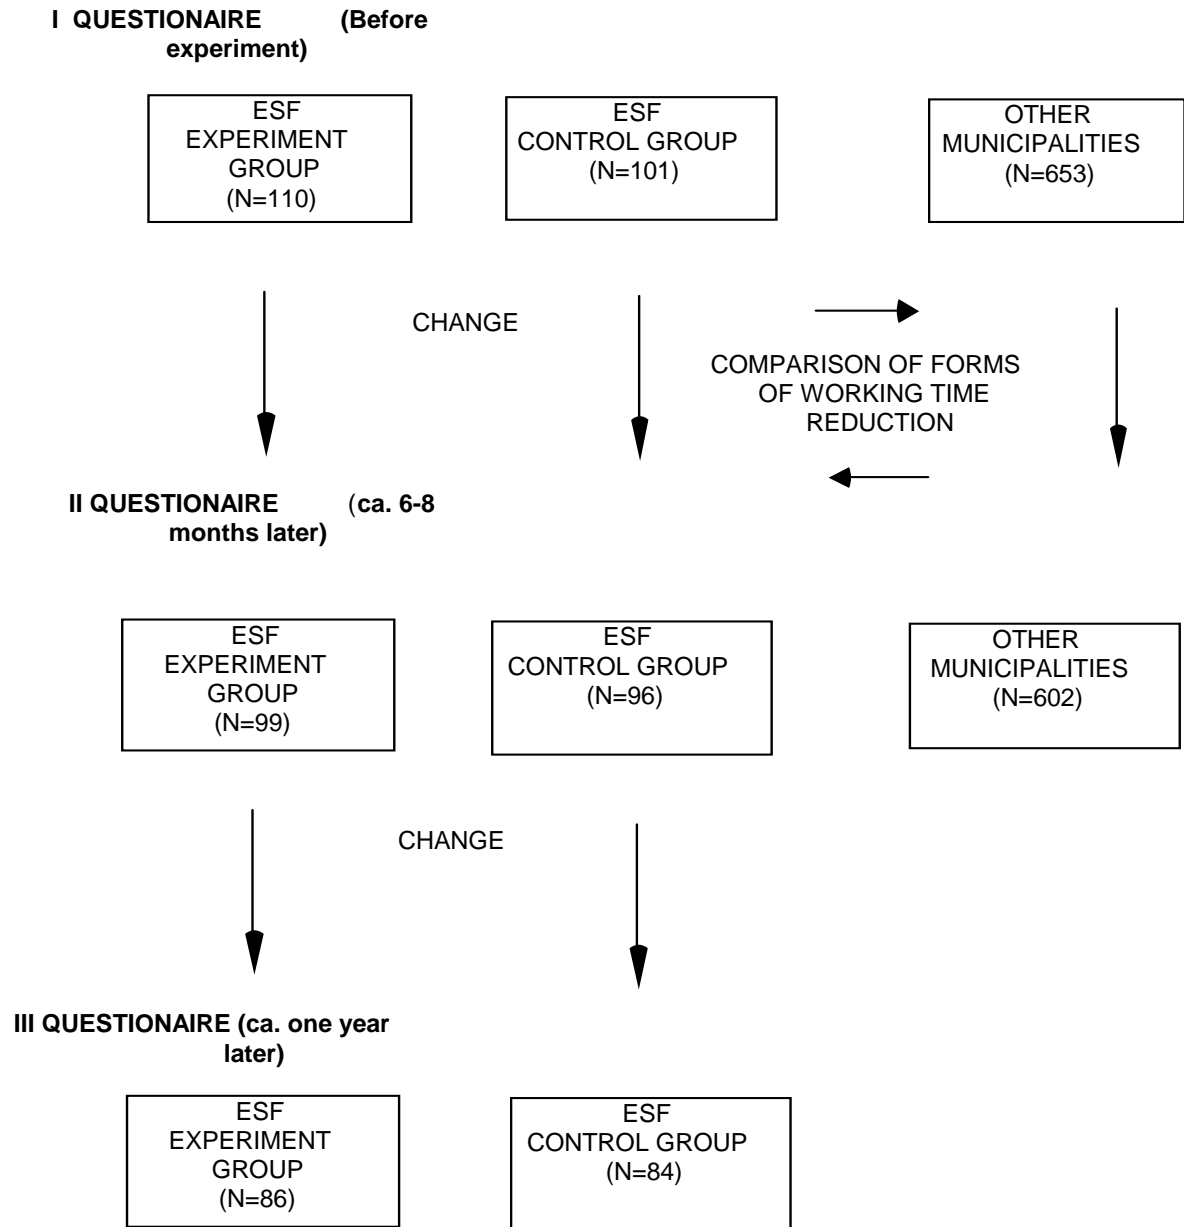 I QUESTIONAIRE (Before
experiment)
ESF
EXPERIMENT
GROUP
(N=110)
ESF
CONTROL GROUP
(N=101)
OTHER
MUNICIPALITIES
(N=653)
CHANGE
COMPARISON OF FORMS
OF WORKING TIME
REDUCTION
II QUESTIONAIRE (ca. 6-8
months later)
ESF
EXPERIMENT
GROUP
(N=99)
ESF
CONTROL GROUP
(N=96)
OTHER
MUNICIPALITIES
(N=602)
CHANGE
III QUESTIONAIRE (ca. one year
later)
ESF
EXPERIMENT
GROUP
(N=86)
ESF
CONTROL GROUP
(N=84)